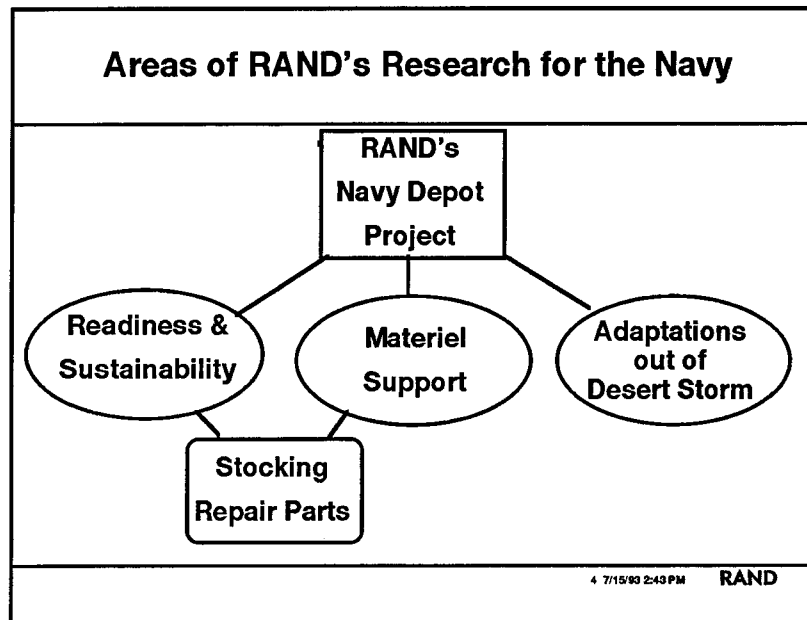 Areas of RAND's Research for the Navy
RAND's
Navy Depot
Project
Readiness &
Sustainability
Materiel
Support
Adaptations
out of
Desert Storm
Stocking
Repair Parts
4 7/15/93 2:43 PM RAND